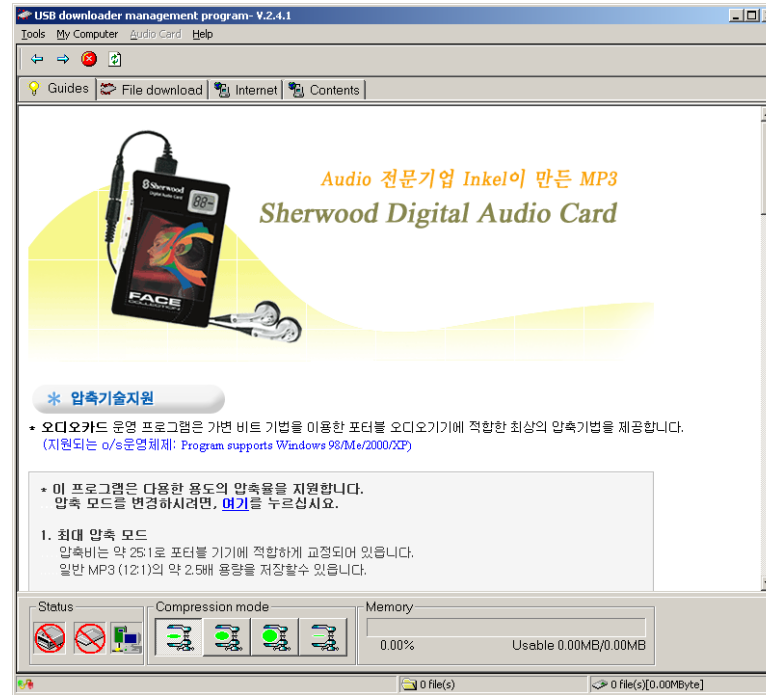 USB downloader management program- V.2.4.1
Tools My Computer Audio Card Help
Guides File download Internet Contents
Audio 전문기업 Inkel이 만든 MP3
Sherwood Digital Audio Card
Sherwood
Digital Audio Card
88-
FACE
COLLECTION
압축기술지원
* 오디오카드 운영 프로그램은 가변 비트 기법을 이용한 포터블 오디오기기에 적합한 최상의 압축기법을 제공합니다.
(지원되는 o/s운영체제: Program supports Windows 98/Me/2000/XP)
* 이 프로그램은 다용한 용도의 압축율을 지원합니다.
압축 모드를 변경하시려면, 여기를 누르십시요.
1. 최대 압축 모드
압축비는 약 25:1로 포터블 기기에 적합하게 교정되어 있읍니다.
일반 MP3 (12:1)의 약 2.5배 용량을 저장할수 있읍니다.
Status Compression mode Memory
0.00% Usable 0.00MB/0.00MB
0 file(s) 0 file(s)[0.00MByte]